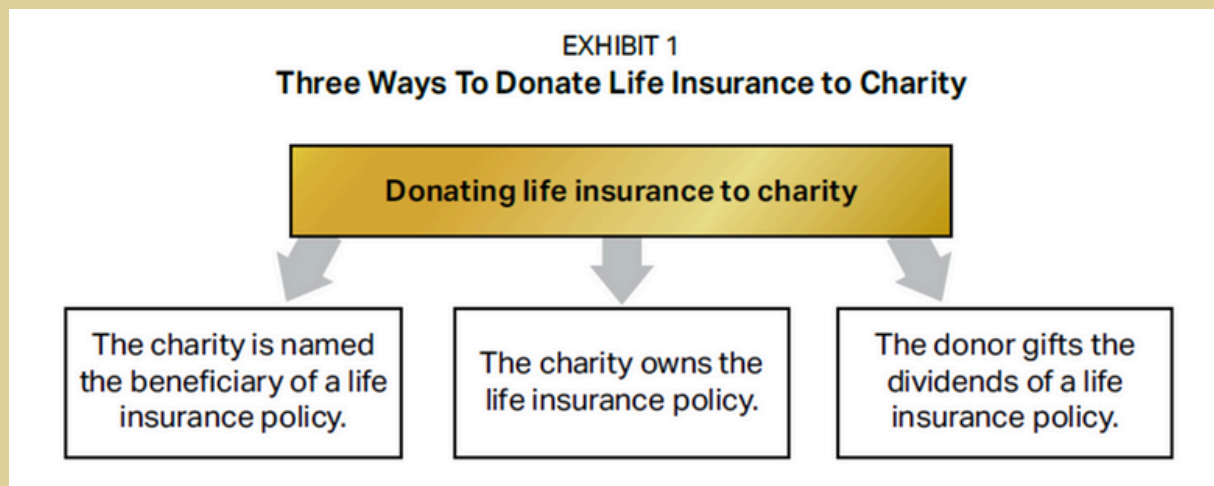 EXHIBIT 1
Three Ways To Donate Life Insurance to Charity
Donating life insurance to charity
The charity is named
the beneficiary of a life
insurance policy.
The charity owns the
life insurance policy.
The donor gifts the
dividends of a life
insurance policy.